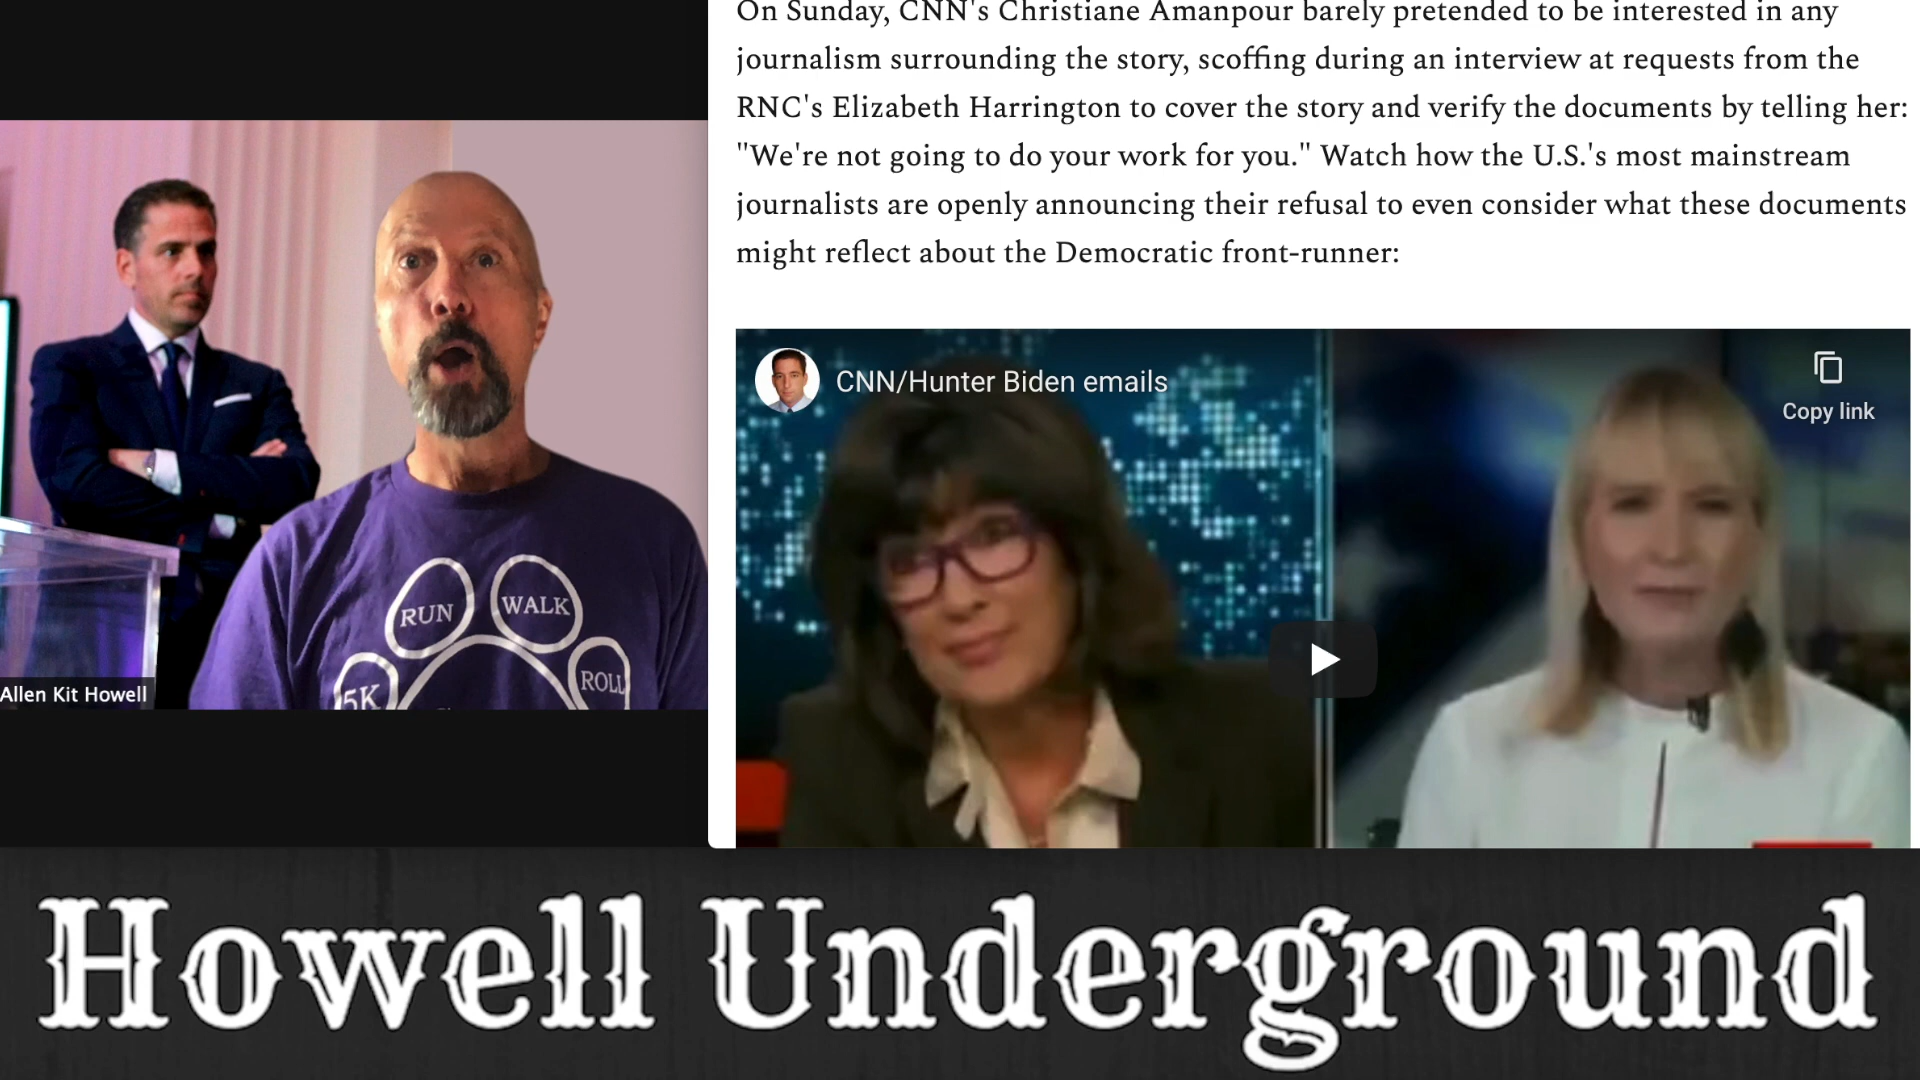 On Sunday, CNN's Christiane Amanpour barely pretended to be interested in any
journalism surrounding the story, scoffing during an interview at requests from the
RNC's Elizabeth Harrington to cover the story and verify the documents by telling her:
"We're not going to do your work for you." Watch how the U.S.'s most mainstream
journalists are openly announcing their refusal to even consider what these documents
might reflect about the Democratic front-runner:
CNN/Hunter Biden emails
Copy link
RUN
WALK
5K
ROLL
Allen Kit Howell
Howell Underground